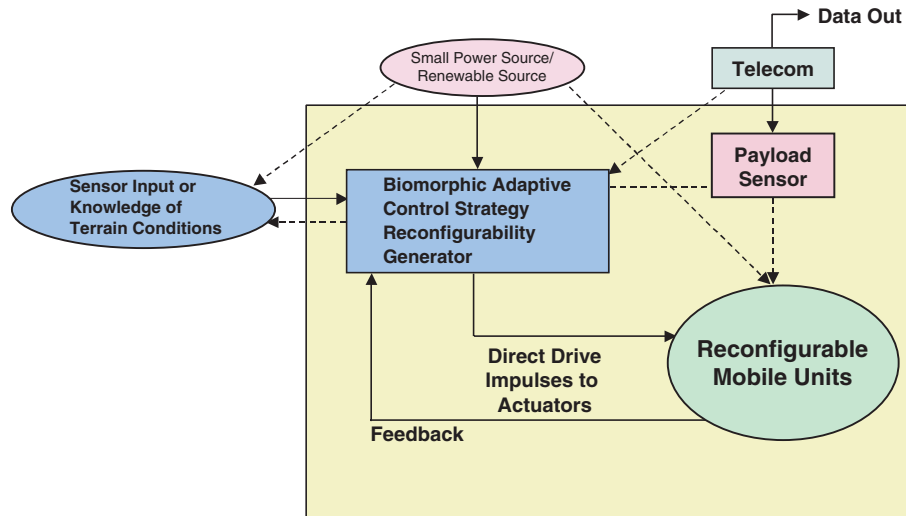 Data Out
Small Power Source/
Renewable Source
Telecom
Payload
Sensor
Sensor Input or
Knowledge of
Terrain Conditions
Biomorphic Adaptive
Control Strategy
Reconfigurability
Generator
Reconfigurable
Mobile Units
Direct Drive
Impulses to
Actuators
Feedback